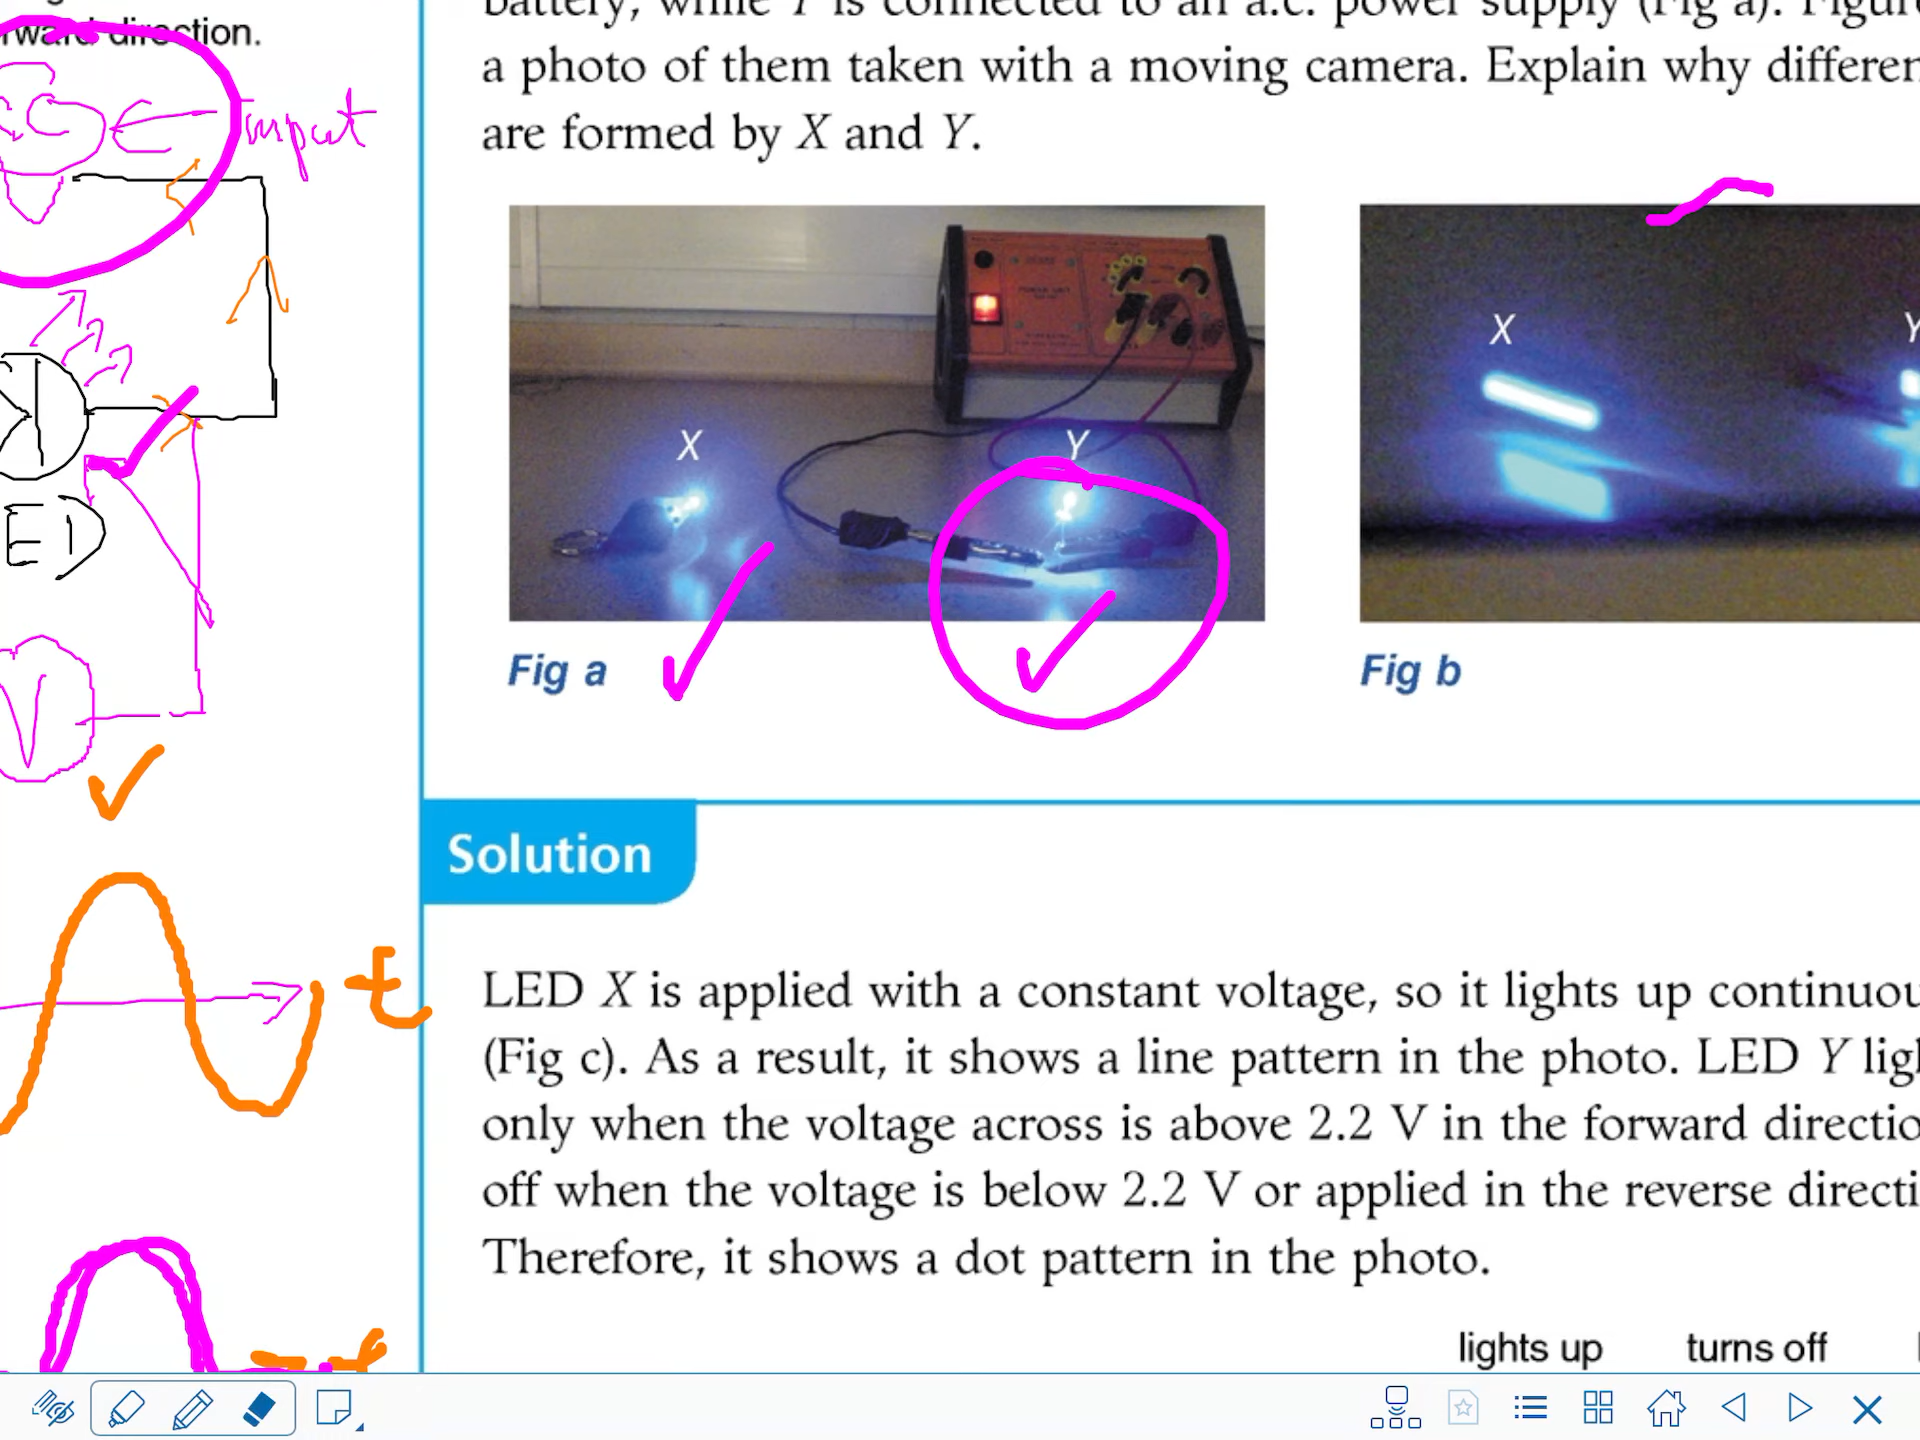 rward direction.
input
ED
V
t
t
a photo of them taken with a moving camera. Explain why differen
are formed by X and Y.
X
Y
X
Y
Fig a
Fig b
Solution
LED X is applied with a constant voltage, so it lights up continuou
(Fig c). As a result, it shows a line pattern in the photo. LED Y ligh
only when the voltage across is above 2.2 V in the forward directio
off when the voltage is below 2.2 V or applied in the reverse directi
Therefore, it shows a dot pattern in the photo.
lights up turns off